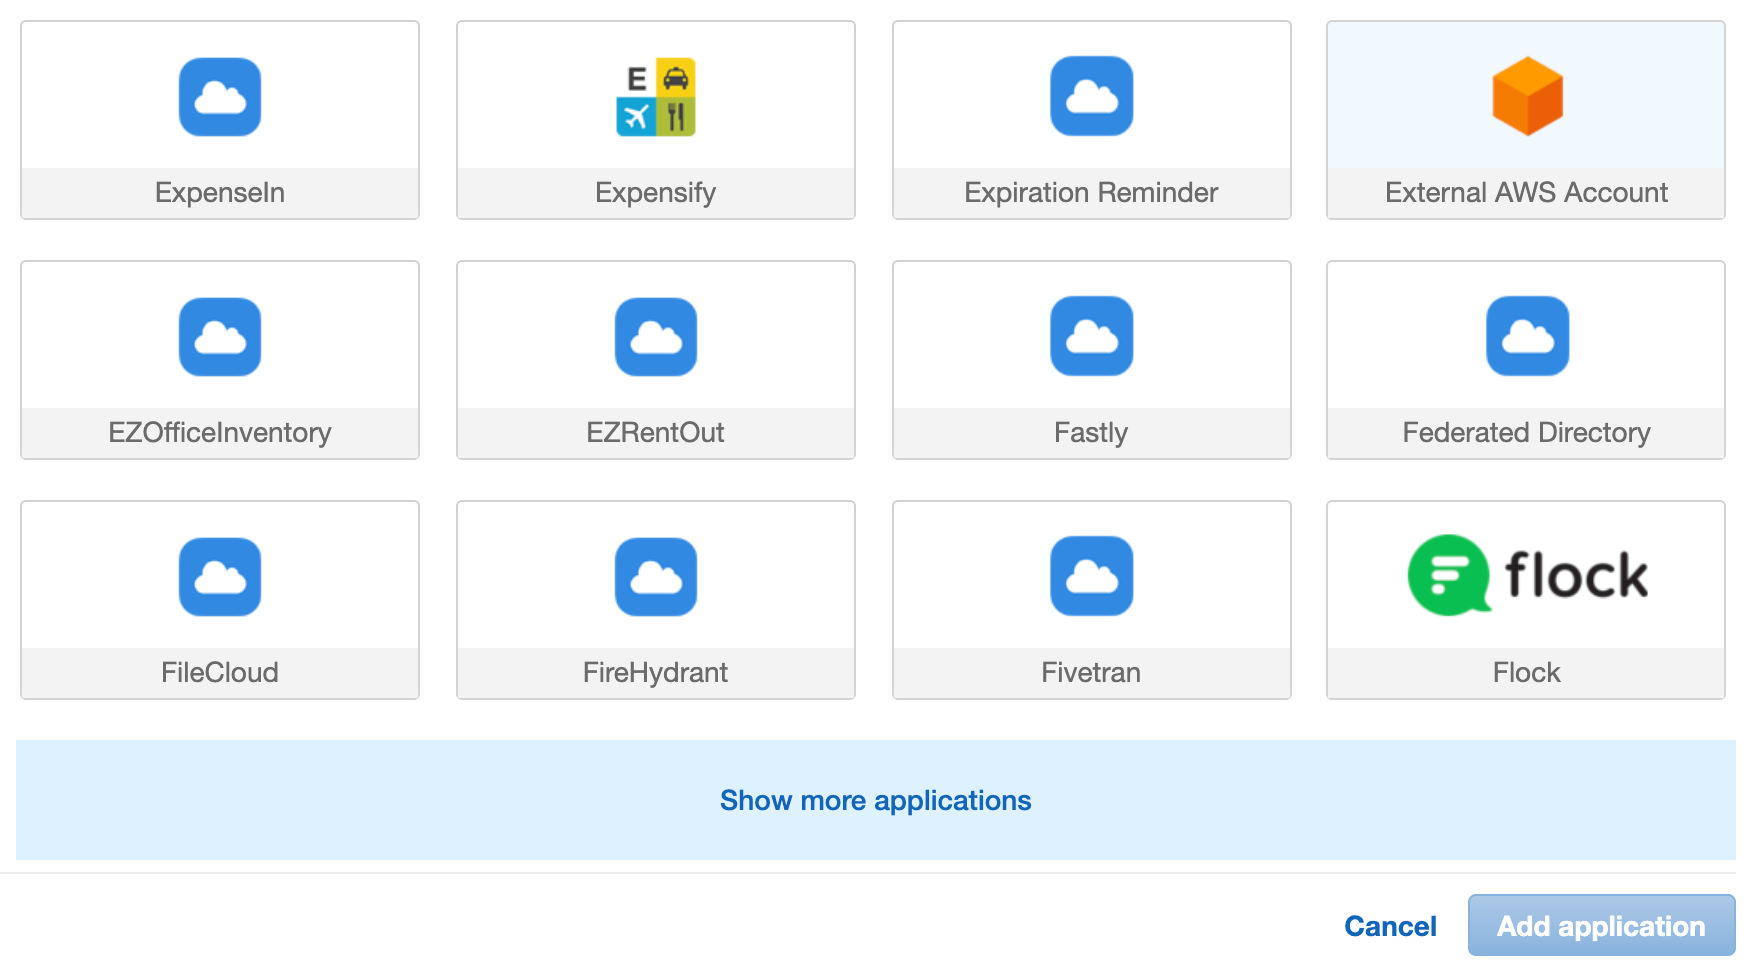 E
ExpenseIn
Expensify
Expiration Reminder
External AWS Account
EZOfficeInventory
EZRentOut
Fastly
Federated Directory
flock
FileCloud
FireHydrant
Fivetran
Flock
Show more applications
Cancel
Add application